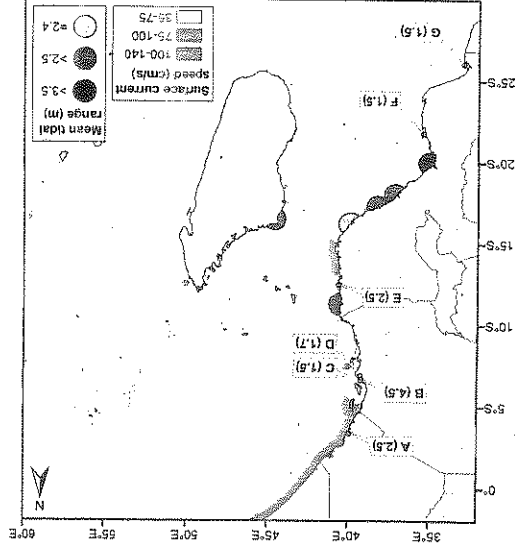 35°E 40°E 45°E 50°E 55°E 60°E
N
0°
A (2.5)
5°S
B (4.5)
C (1.5)
D (1.7)
10°S
E (2.5)
15°S
20°S
F (1.5)
25°S
G (1.5)
Surface current
speed (cm/s)
100-140
75-100
35-75
Mean tidal
range (m)
>3.5
>2.5
=2.4